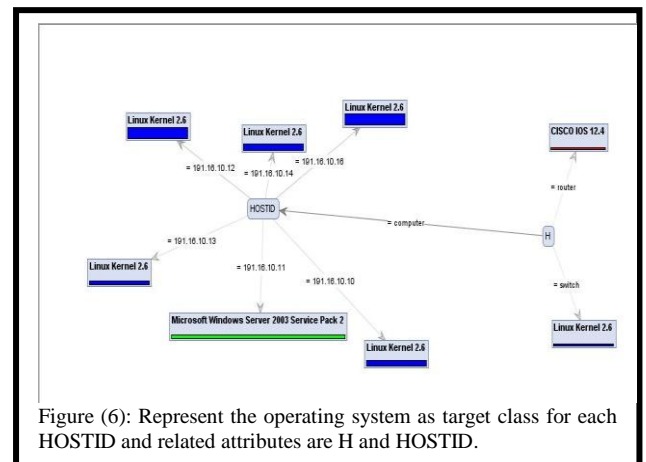 Linux Kernel 2.6
Linux Kernel 2.6
Linux Kernel 2.6
CISCO IOS 12.4
= 191.16.10.12
= 191.16.10.14
= 191.16.10.16
= router
HOSTID
= computer
H
= 191.16.10.13
= 191.16.10.11
= 191.16.10.10
= switch
Linux Kernel 2.6
Microsoft Windows Server 2003 Service Pack 2
Linux Kernel 2.6
Linux Kernel 2.6
Figure (6): Represent the operating system as target class for each
HOSTID and related attributes are H and HOSTID.